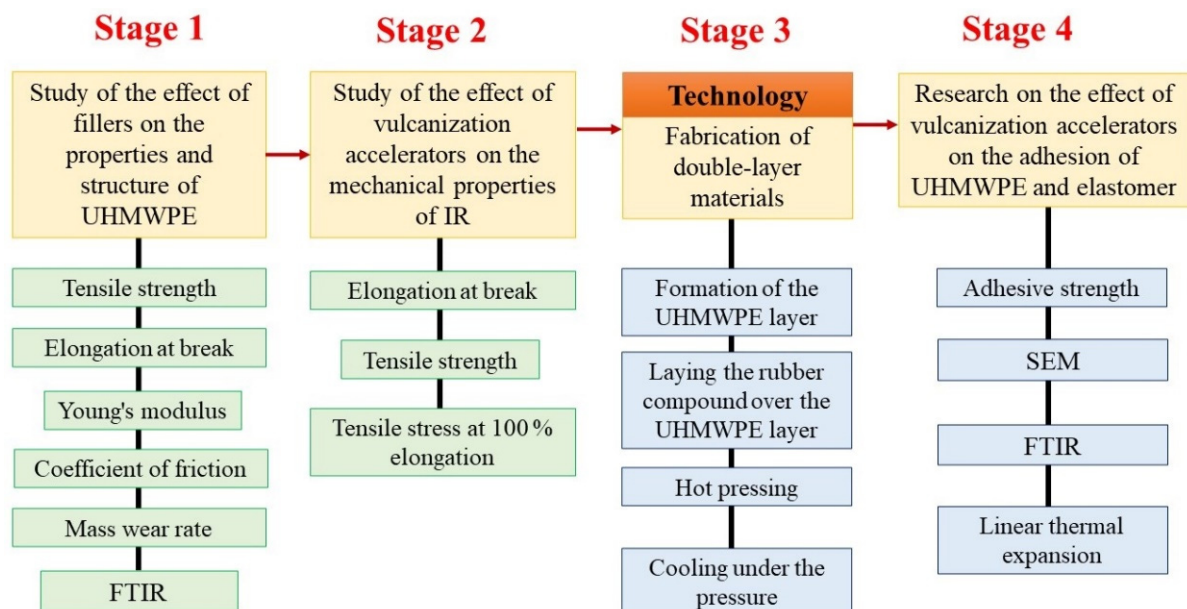 Stage 1
Study of the effect of
fillers on the
properties and
structure of
UHMWPE
Tensile strength
Elongation at break
Young's modulus
Coefficient of friction
Mass wear rate
FTIR
Stage 2
Study of the effect of
vulcanization
accelerators on the
mechanical properties
of IR
Elongation at break
Tensile strength
Tensile stress at 100 %
elongation
Stage 3
Technology
Fabrication of
double-layer
materials
Formation of the
UHMWPE layer
Laying the rubber
compound over the
UHMWPE layer
Hot pressing
Cooling under the
pressure
Stage 4
Research on the effect of
vulcanization accelerators
on the adhesion of
UHMWPE and elastomer
Adhesive strength
SEM
FTIR
Linear thermal
expansion